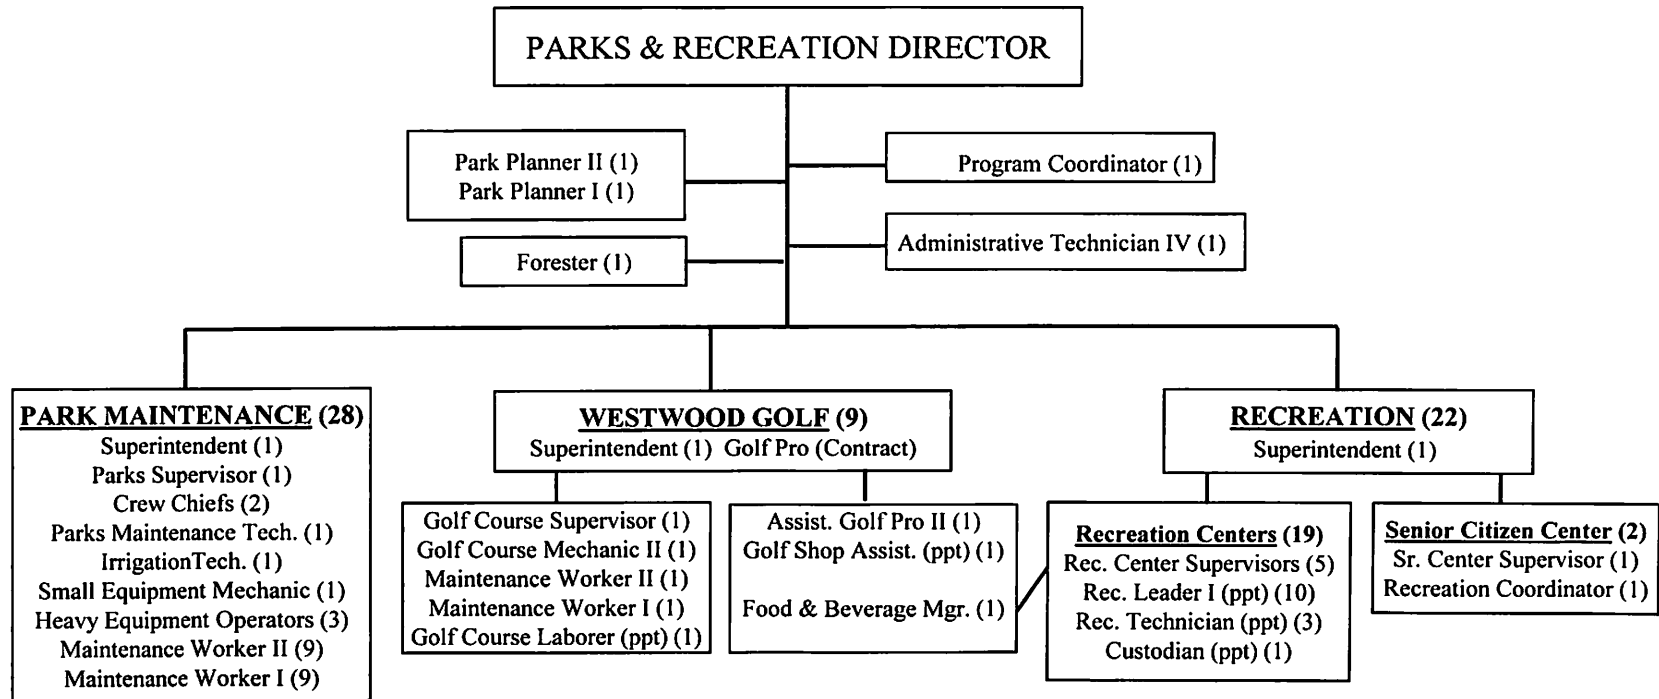 PARKS & RECREATION DIRECTOR
Park Planner II (1)
Park Planner I (1)
Program Coordinator (1)
Forester (1)
Administrative Technician IV (1)
PARK MAINTENANCE (28)
Superintendent (1)
Parks Supervisor (1)
Crew Chiefs (2)
Parks Maintenance Tech. (1)
IrrigationTech. (1)
Small Equipment Mechanic (1)
Heavy Equipment Operators (3)
Maintenance Worker II (9)
Maintenance Worker I (9)
WESTWOOD GOLF (9)
Superintendent (1) Golf Pro (Contract)
Golf Course Supervisor (1)
Golf Course Mechanic II (1)
Maintenance Worker II (1)
Maintenance Worker I (1)
Golf Course Laborer (ppt) (1)
Assist. Golf Pro II (1)
Golf Shop Assist. (ppt) (1)
Food & Beverage Mgr. (1)
RECREATION (22)
Superintendent (1)
Recreation Centers (19)
Rec. Center Supervisors (5)
Rec. Leader I (ppt) (10)
Rec. Technician (ppt) (3)
Custodian (ppt) (1)
Senior Citizen Center (2)
Sr. Center Supervisor (1)
Recreation Coordinator (1)